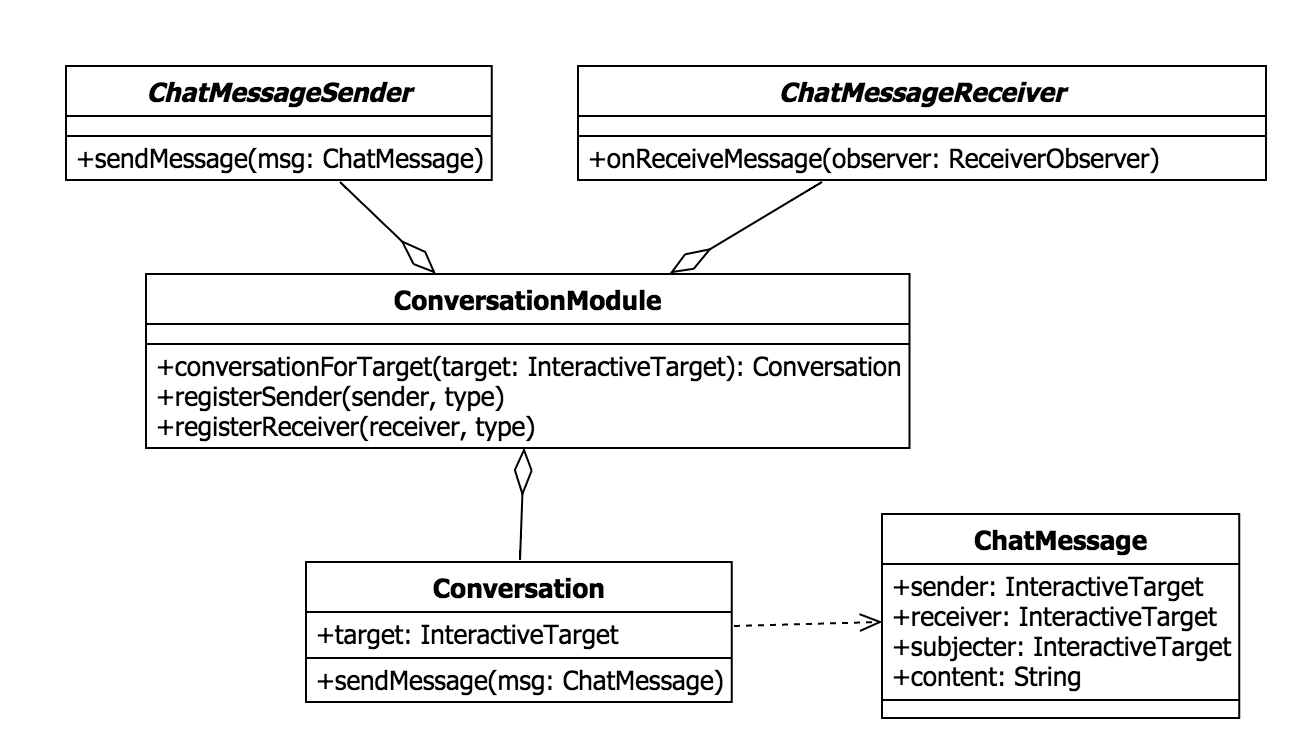 ChatMessageSender
+sendMessage(msg: ChatMessage)
ChatMessageReceiver
+onReceiveMessage(observer: ReceiverObserver)
ConversationModule
+conversationForTarget(target: InteractiveTarget): Conversation
+registerSender(sender, type)
+registerReceiver(receiver, type)
Conversation
+target: InteractiveTarget
+sendMessage(msg: ChatMessage)
ChatMessage
+sender: InteractiveTarget
+receiver: InteractiveTarget
+subjecter: InteractiveTarget
+content: String